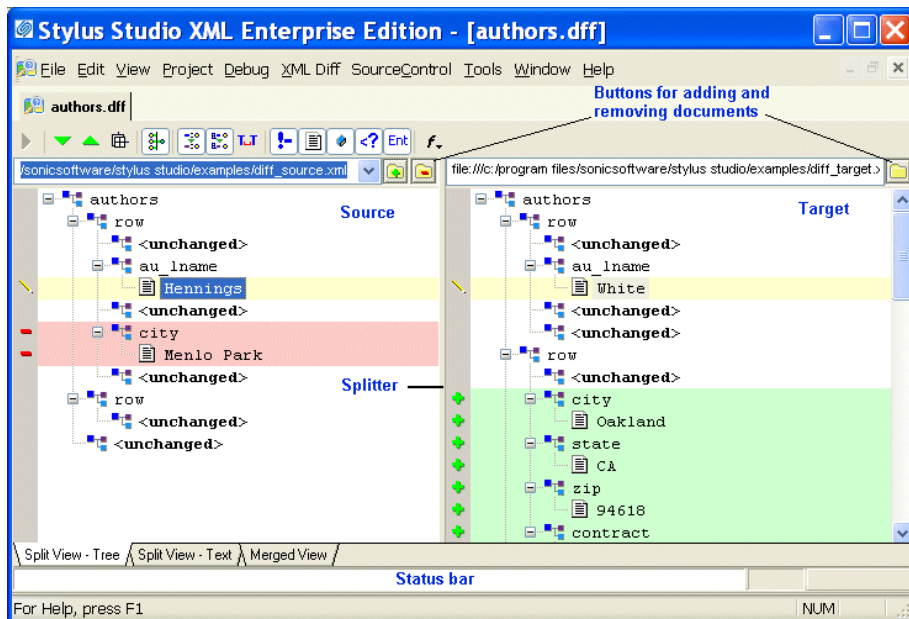 Stylus Studio XML Enterprise Edition - [authors.dff]
File Edit View Project Debug XML Diff SourceControl Tools Window Help
Buttons for adding and
removing documents
authors.dff
TuT !- <? Ent f
/sonicsoftware/stylus studio/examples/diff_source.xml
file:///c:/program files/sonicsoftware/stylus studio/examples/diff_target.x
Source
authors
row
<unchanged>
au_lname
Hennings
<unchanged>
city
Menlo Park
<unchanged>
row
<unchanged>
<unchanged>
Splitter
Target
authors
row
<unchanged>
au_lname
White
<unchanged>
<unchanged>
row
<unchanged>
city
Oakland
state
CA
zip
94618
contract
Split View - Tree Split View - Text Merged View
Status bar
For Help, press F1 NUM